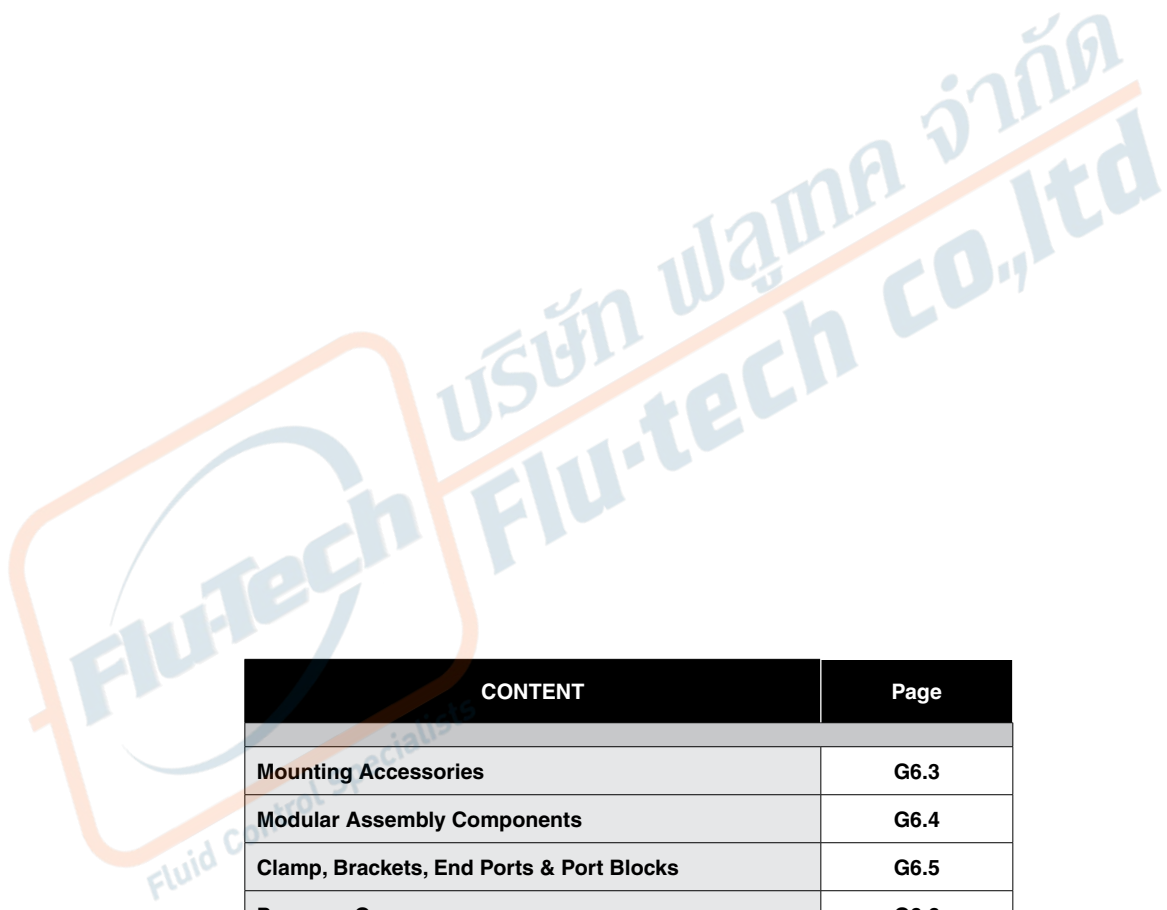 บริษัท ฟลูเทค จำกัด
Flu-tech co.,ltd
Flu-Tech
Fluid Control Specialists
CONTENT Page
Mounting Accessories G6.3
Modular Assembly Components G6.4
Clamp, Brackets, End Ports & Port Blocks G6.5